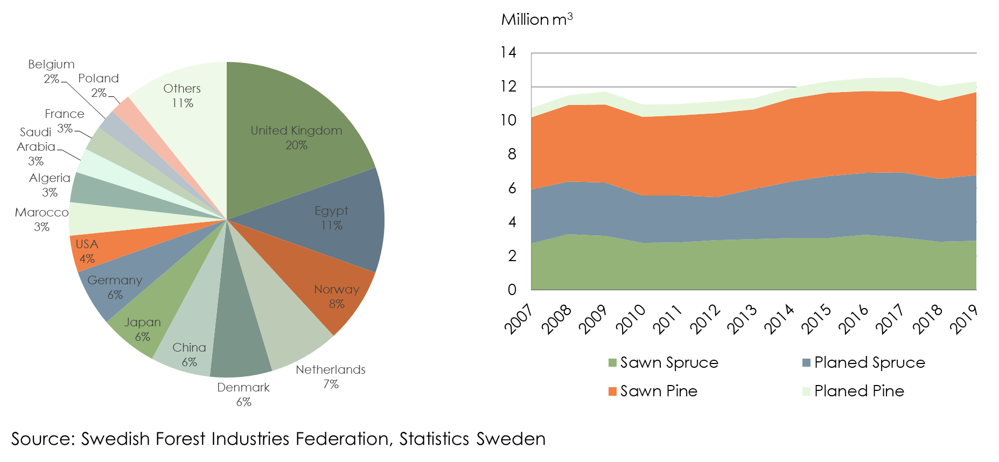 Belgium
2%
Poland
2%
Others
11%
France
3%
Saudi
Arabia
3%
Algeria
3%
Marocco
3%
USA
4%
Germany
6%
Japan
6%
China
6%
Denmark
6%
Netherlands
7%
Norway
8%
Egypt
11%
United Kingdom
20%
Million m³
14
12
10
8
6
4
2
0
2007
2008
2009
2010
2011
2012
2013
2014
2015
2016
2017
2018
2019
Sawn Spruce
Planed Spruce
Sawn Pine
Planed Pine
Source: Swedish Forest Industries Federation, Statistics Sweden